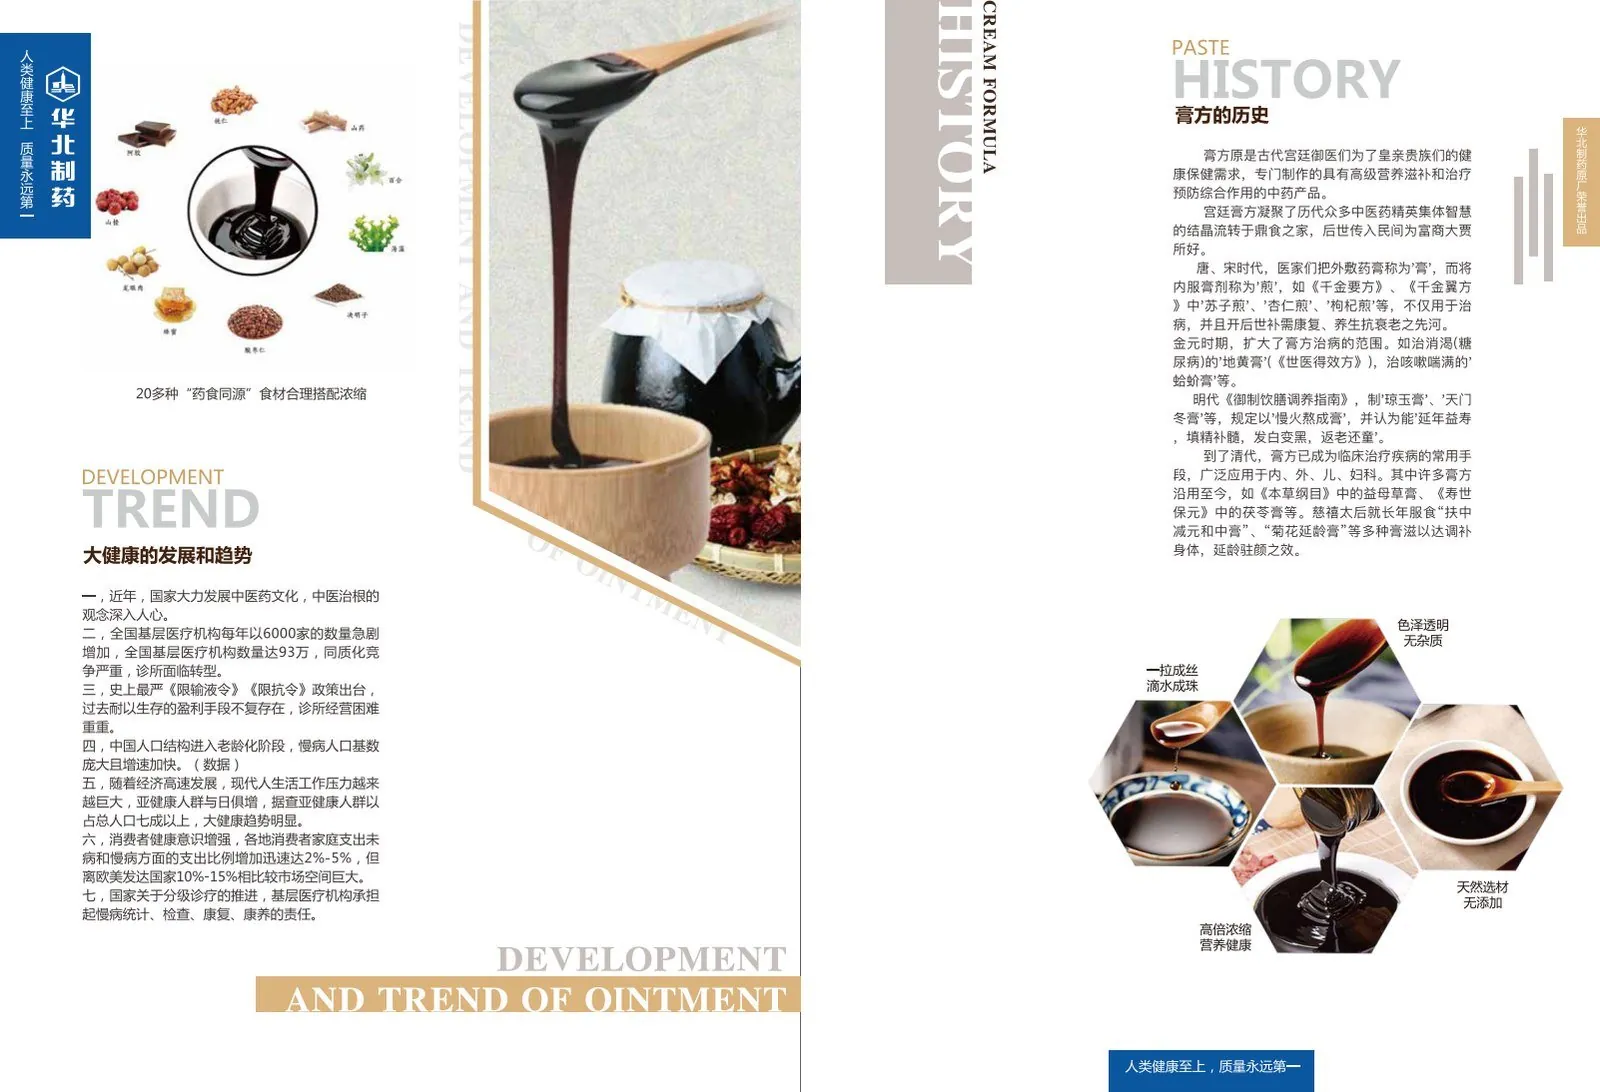 人类健康至上 质量永远第一
华北制药
桃仁
山药
阿胶
百合
山楂
海藻
龙眼肉
决明子
蜂蜜
酸枣仁
20多种“药食同源”食材合理搭配浓缩
DEVELOPMENT AND TREND
OF OINTMENT
DEVELOPMENT
TREND
大健康的发展和趋势
一，近年，国家大力发展中医药文化，中医治根的
观念深入人心。
二，全国基层医疗机构每年以6000家的数量急剧
增加，全国基层医疗机构数量达93万，同质化竞
争严重，诊所面临转型。
三，史上最严《限输液令》《限抗令》政策出台，
过去耐以生存的盈利手段不复存在，诊所经营困难
重重。
四，中国人口结构进入老龄化阶段，慢病人口基数
庞大且增速加快。（数据）
五，随着经济高速发展，现代人生活工作压力越来
越巨大，亚健康人群与日俱增，据查亚健康人群以
占总人口七成以上，大健康趋势明显。
六，消费者健康意识增强，各地消费者家庭支出未
病和慢病方面的支出比例增加迅速达2%-5%，但
离欧美发达国家10%-15%相比较市场空间巨大。
七，国家关于分级诊疗的推进，基层医疗机构承担
起慢病统计、检查、康复、康养的责任。
DEVELOPMENT
AND TREND OF OINTMENT
HISTORY
CREAM FORMULA
PASTE
HISTORY
膏方的历史
华北制药原厂荣誉出品
膏方原是古代宫廷御医们为了皇亲贵族们的健
康保健需求，专门制作的具有高级营养滋补和治疗
预防综合作用的中药产品。
宫廷膏方凝聚了历代众多中医药精英集体智慧
的结晶流转于鼎食之家，后世传入民间为富商大贾
所好。
唐、宋时代，医家们把外敷药膏称为'膏'，而将
内服膏剂称为'煎'，如《千金要方》、《千金翼方
》中'苏子煎'、'杏仁煎'、'枸杞煎'等，不仅用于治
病，并且开后世补需康复、养生抗衰老之先河。
金元时期，扩大了膏方治病的范围。如治消渴(糖
尿病)的'地黄膏'(《世医得效方》)，治咳嗽喘满的'
蛤蚧膏'等。
明代《御制饮膳调养指南》，制'琼玉膏'、'天门
冬膏'等，规定以'慢火熬成膏'，并认为能'延年益寿
，填精补髓，发白变黑，返老还童'。
到了清代，膏方已成为临床治疗疾病的常用手
段，广泛应用于内、外、儿、妇科。其中许多膏方
沿用至今，如《本草纲目》中的益母草膏、《寿世
保元》中的茯苓膏等。慈禧太后就长年服食“扶中
减元和中膏”、“菊花延龄膏”等多种膏滋以达调补
身体，延龄驻颜之效。
色泽透明
无杂质
一拉成丝
滴水成珠
天然选材
无添加
高倍浓缩
营养健康
人类健康至上，质量永远第一